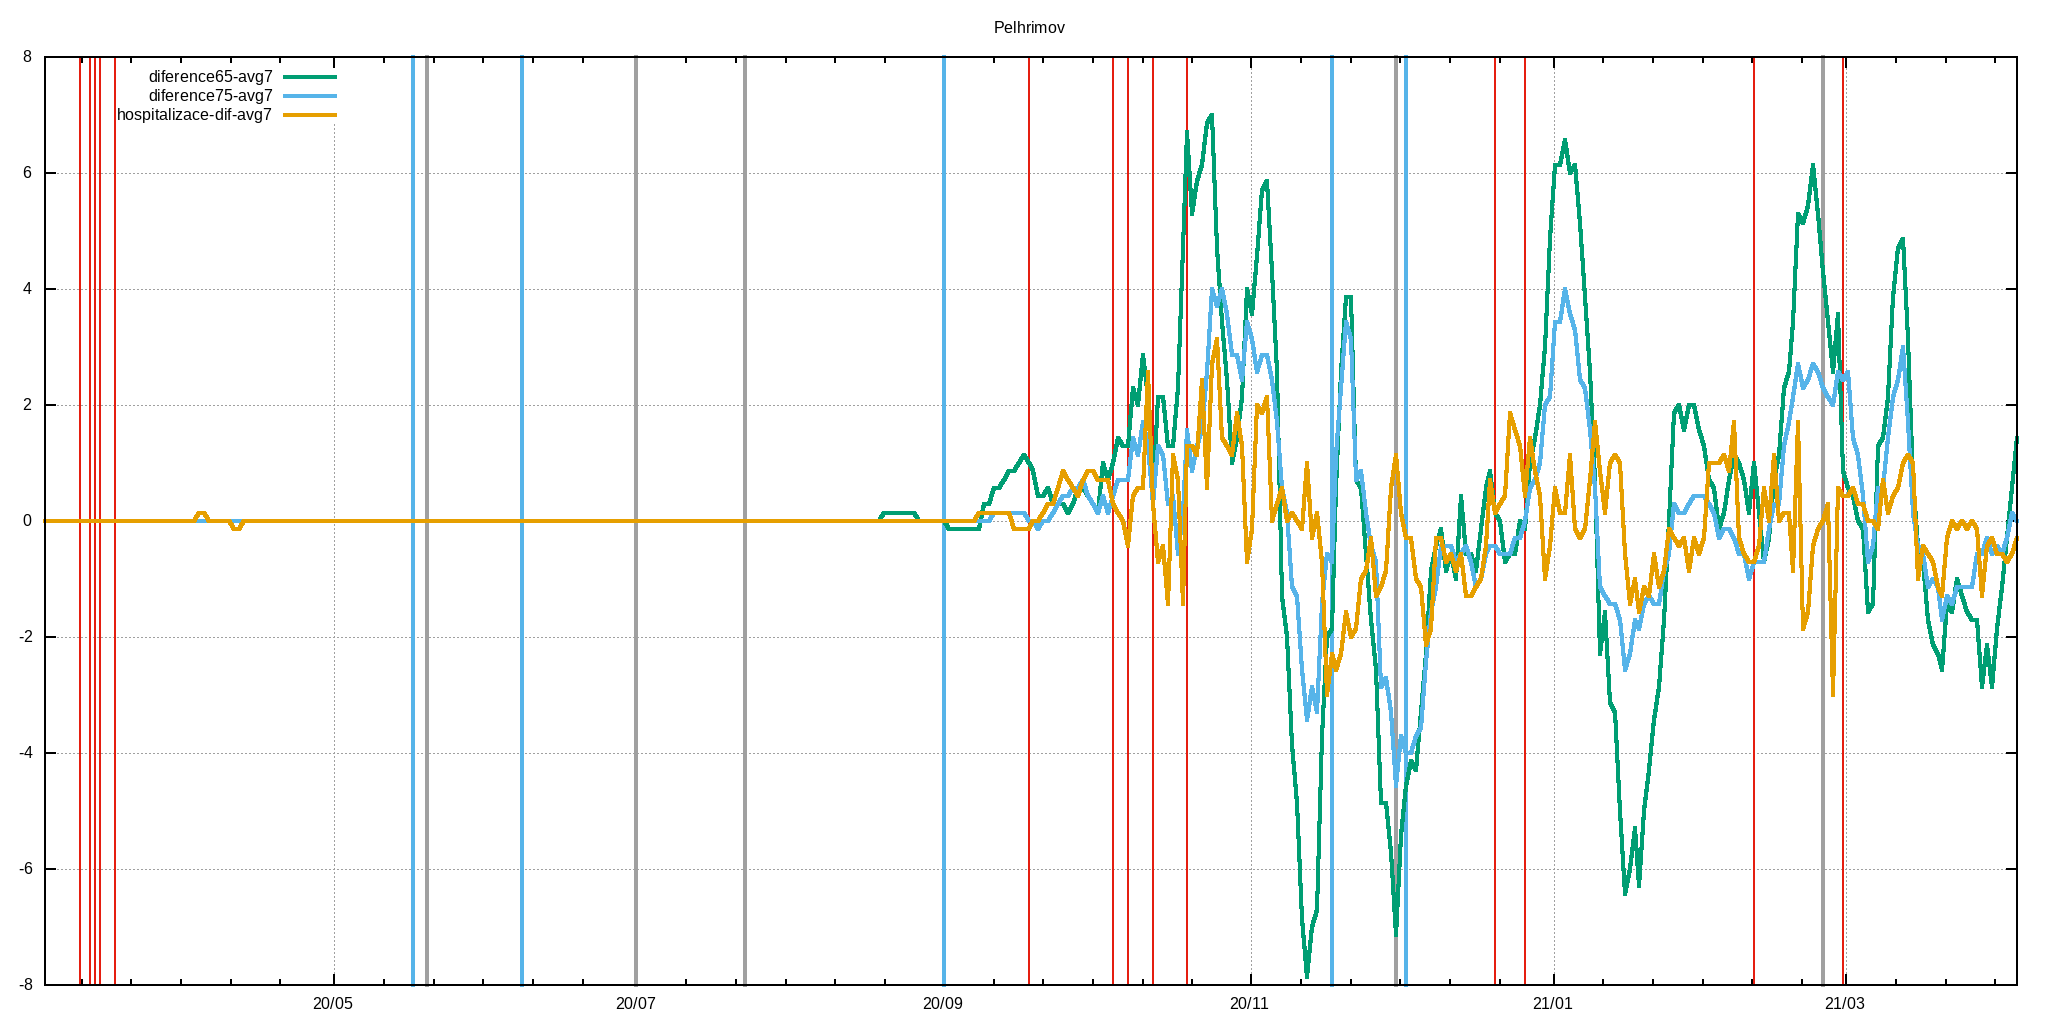 Pelhrimov
diference65-avg7
diference75-avg7
hospitalizace-dif-avg7
8
6
4
2
0
-2
-4
-6
-8
20/05 20/07 20/09 20/11 21/01 21/03